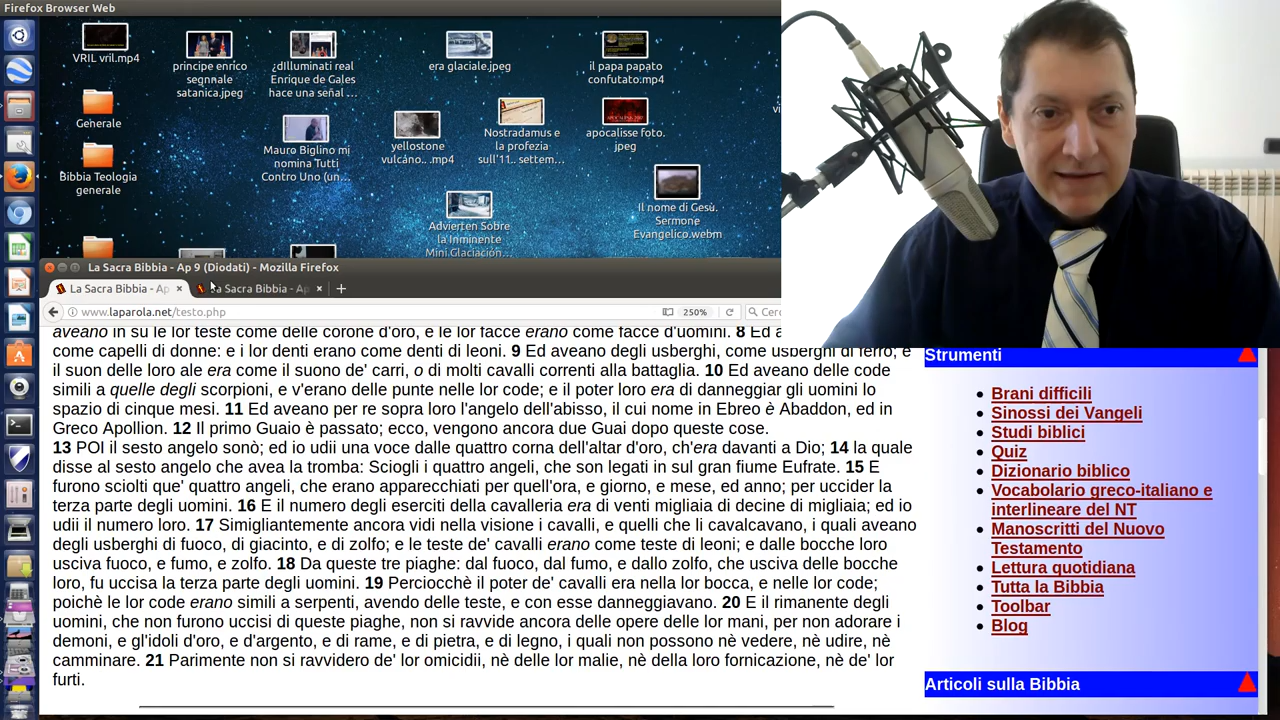 Firefox Browser Web
VRIL vril.mp4
principe enrico
segnnale
satanica.jpeg
¿dIlluminati real
Enrique de Gales
hace una señal ...
era glaciale.jpeg
il papa papato
confutato:mp4
Generale
Mauro Biglino mi
nomina Tutti
Contro Uno (un...
yellostone
vulcáno.. .mp4
Nostradamus e
la profezia
sull'11.. settem...
apocalisse foto.
jpeg
Bibbia Teologia
generale
Advierten Sobre
la Inminente
Mini Glaciación...
Il nome di Gesù.
Sermone
Evangelico.webm
La Sacra Bibbia - Ap 9 (Diodati) - Mozilla Firefox
La Sacra Bibbia - Ap
La Sacra Bibbia - Ap
www.laparola.net/testo.php
250%
Cerc
aveano in su le lor teste come delle corone d'oro, e le lor facce erano come facce d'uomini. 8 Ed a
come capelli di donne: e i lor denti erano come denti di leoni. 9 Ed aveano degli usberghi, come usberghi di ferro; e
il suon delle loro ale era come il suono de' carri, o di molti cavalli correnti alla battaglia. 10 Ed aveano delle code
simili a quelle degli scorpioni, e v'erano delle punte nelle lor code; e il poter loro era di danneggiar gli uomini lo
spazio di cinque mesi. 11 Ed aveano per re sopra loro l'angelo dell'abisso, il cui nome in Ebreo è Abaddon, ed in
Greco Apollion. 12 Il primo Guaio è passato; ecco, vengono ancora due Guai dopo queste cose.
13 POI il sesto angelo sonò; ed io udii una voce dalle quattro corna dell'altar d'oro, ch'era davanti a Dio; 14 la quale
disse al sesto angelo che avea la tromba: Sciogli i quattro angeli, che son legati in sul gran fiume Eufrate. 15 E
furono sciolti que' quattro angeli, che erano apparecchiati per quell'ora, e giorno, e mese, ed anno; per uccider la
terza parte degli uomini. 16 E il numero degli eserciti della cavalleria era di venti migliaia di decine di migliaia; ed io
udii il numero loro. 17 Simigliantemente ancora vidi nella visione i cavalli, e quelli che li cavalcavano, i quali aveano
degli usberghi di fuoco, di giacinto, e di zolfo; e le teste de' cavalli erano come teste di leoni; e dalle bocche loro
usciva fuoco, e fumo, e zolfo. 18 Da queste tre piaghe: dal fuoco, dal fumo, e dallo zolfo, che usciva delle bocche
loro, fu uccisa la terza parte degli uomini. 19 Perciocchè il poter de' cavalli era nella lor bocca, e nelle lor code;
poichè le lor code erano simili a serpenti, avendo delle teste, e con esse danneggiavano. 20 E il rimanente degli
uomini, che non furono uccisi di queste piaghe, non si ravvide ancora delle opere delle lor mani, per non adorare i
demoni, e gl'idoli d'oro, e d'argento, e di rame, e di pietra, e di legno, i quali non possono nè vedere, nè udire, nè
camminare. 21 Parimente non si ravvidero de' lor omicidii, nè delle lor malie, nè della loro fornicazione, nè de' lor
furti.
Strumenti
Brani difficili
Sinossi dei Vangeli
Studi biblici
Quiz
Dizionario biblico
Vocabolario greco-italiano e
interlineare del NT
Manoscritti del Nuovo
Testamento
Lettura quotidiana
Tutta la Bibbia
Toolbar
Blog
Articoli sulla Bibbia